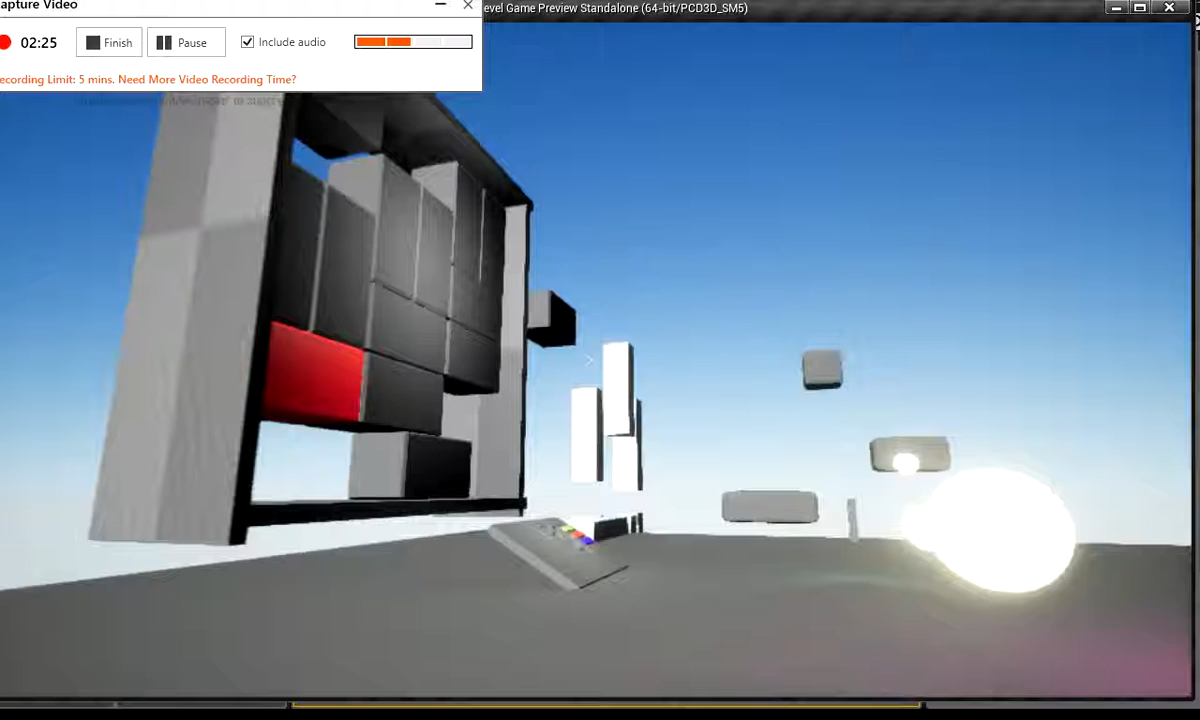 apture Video
evel Game Preview Standalone (64-bit/PCD3D_SM5)
02:25
Finish
Pause
Include audio
ecording Limit: 5 mins. Need More Video Recording Time?